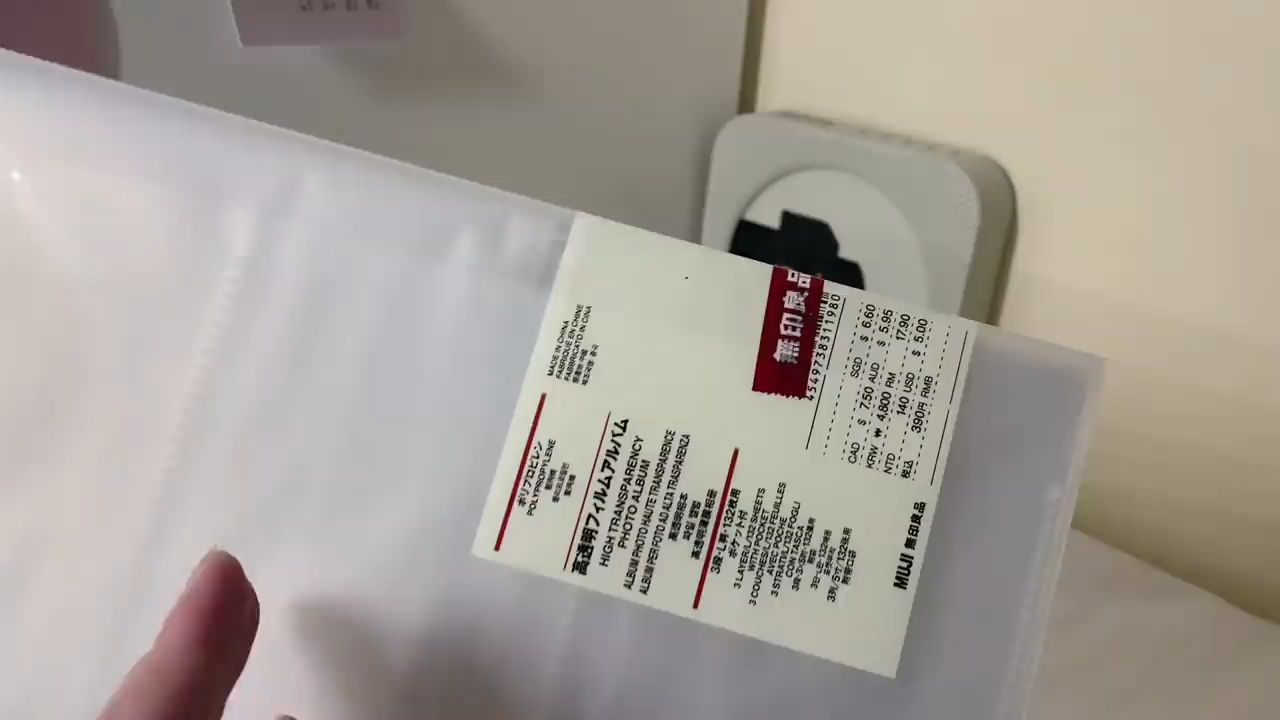 MADE IN CHINA
FABRIQUE EN CHINE
FABBRICATO IN CINA
ポリプロピレン
POLYPROPYLENE
高透明フィルムアルバム
HIGH TRANSPARENCY
PHOTO ALBUM
ALBUM PHOTO HAUTE TRANSPARENCE
ALBUM PER FOTO AD ALTA TRASPARENZA
3段・L判・132枚用
ポケット付
3 LAYER/L/132 SHEETS
WITH POCKET
3 COUCHES/L/132 FEUILLES
AVEC POCHE
3 STRATI/L/132 FOGLI
CON TASCA
無印良品
4549738311980
SGD $ 6.60
CAD $ 7.50 AUD $ 5.95
KRW ₩ 4,800 RM 17.90
NTD 140 USD $ 5.00
税込 390円 RMB
MUJI 無印良品